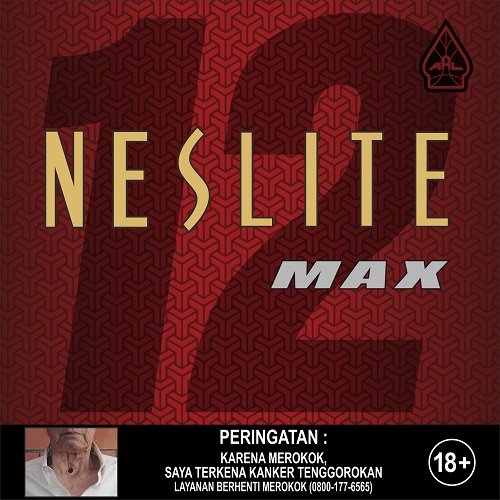 12
NESLITE
MAX
PERINGATAN :
KARENA MEROKOK,
SAYA TERKENA KANKER TENGGOROKAN
LAYANAN BERHENTI MEROKOK (0800-177-6565)
18+